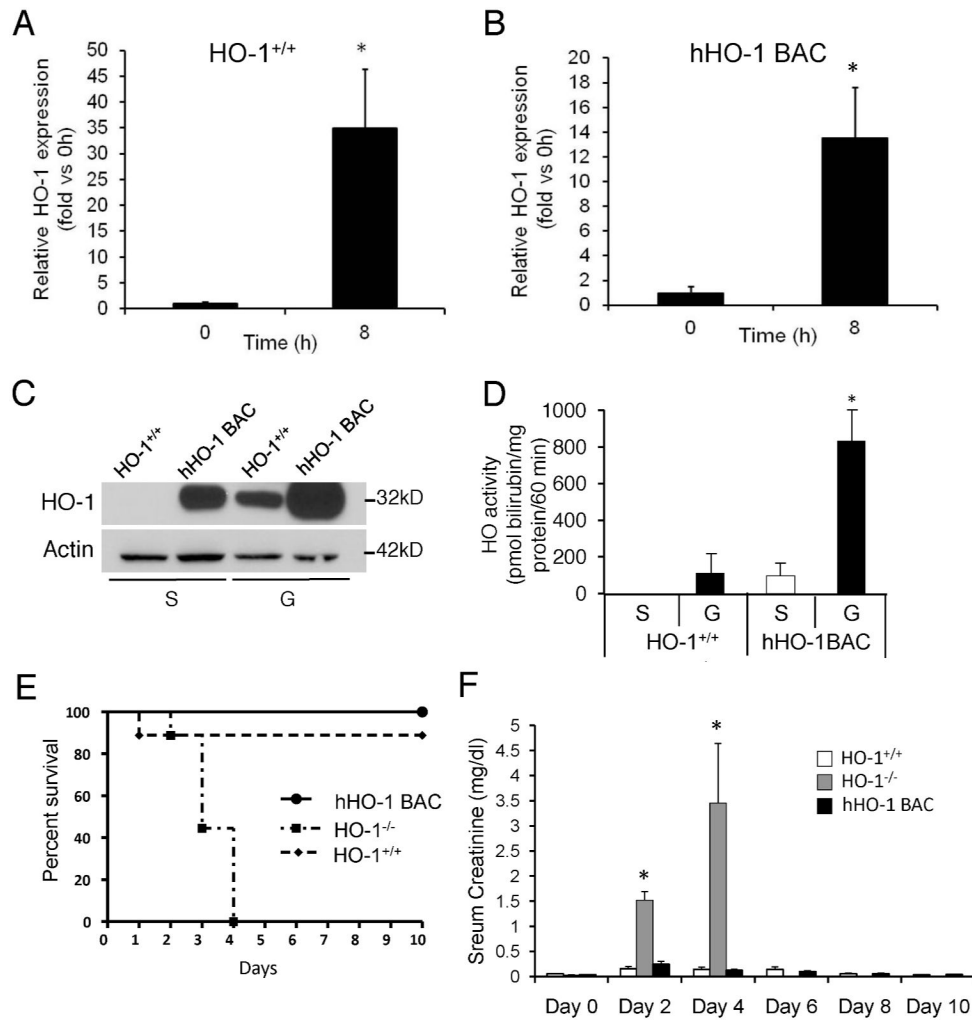 A
HO-1+/+
Relative HO-1 expression
(fold vs 0h)
50
45
40
35
30
25
20
15
10
5
0
*
0
8
Time (h)
B
hHO-1 BAC
Relative HO-1 expression
(fold vs 0h)
20
18
16
14
12
10
8
6
4
2
0
*
0
8
Time (h)
C
HO-1+/+
hHO-1 BAC
HO-1+/+
hHO-1 BAC
HO-1
32kD
Actin
42kD
S
G
D
HO activity
(pmol bilirubin/mg
protein/60 min)
1000
800
600
400
200
0
*
S
G
S
G
HO-1+/+
hHO-1BAC
E
Percent survival
100
80
60
40
20
0
hHO-1 BAC
HO-1-/-
HO-1+/+
0 1 2 3 4 5 6 7 8 9 10
Days
F
Sreum Creatinine (mg/dl)
5
4.5
4
3.5
3
2.5
2
1.5
1
0.5
0
*
*
HO-1+/+
HO-1-/-
hHO-1 BAC
Day 0 Day 2 Day 4 Day 6 Day 8 Day 10